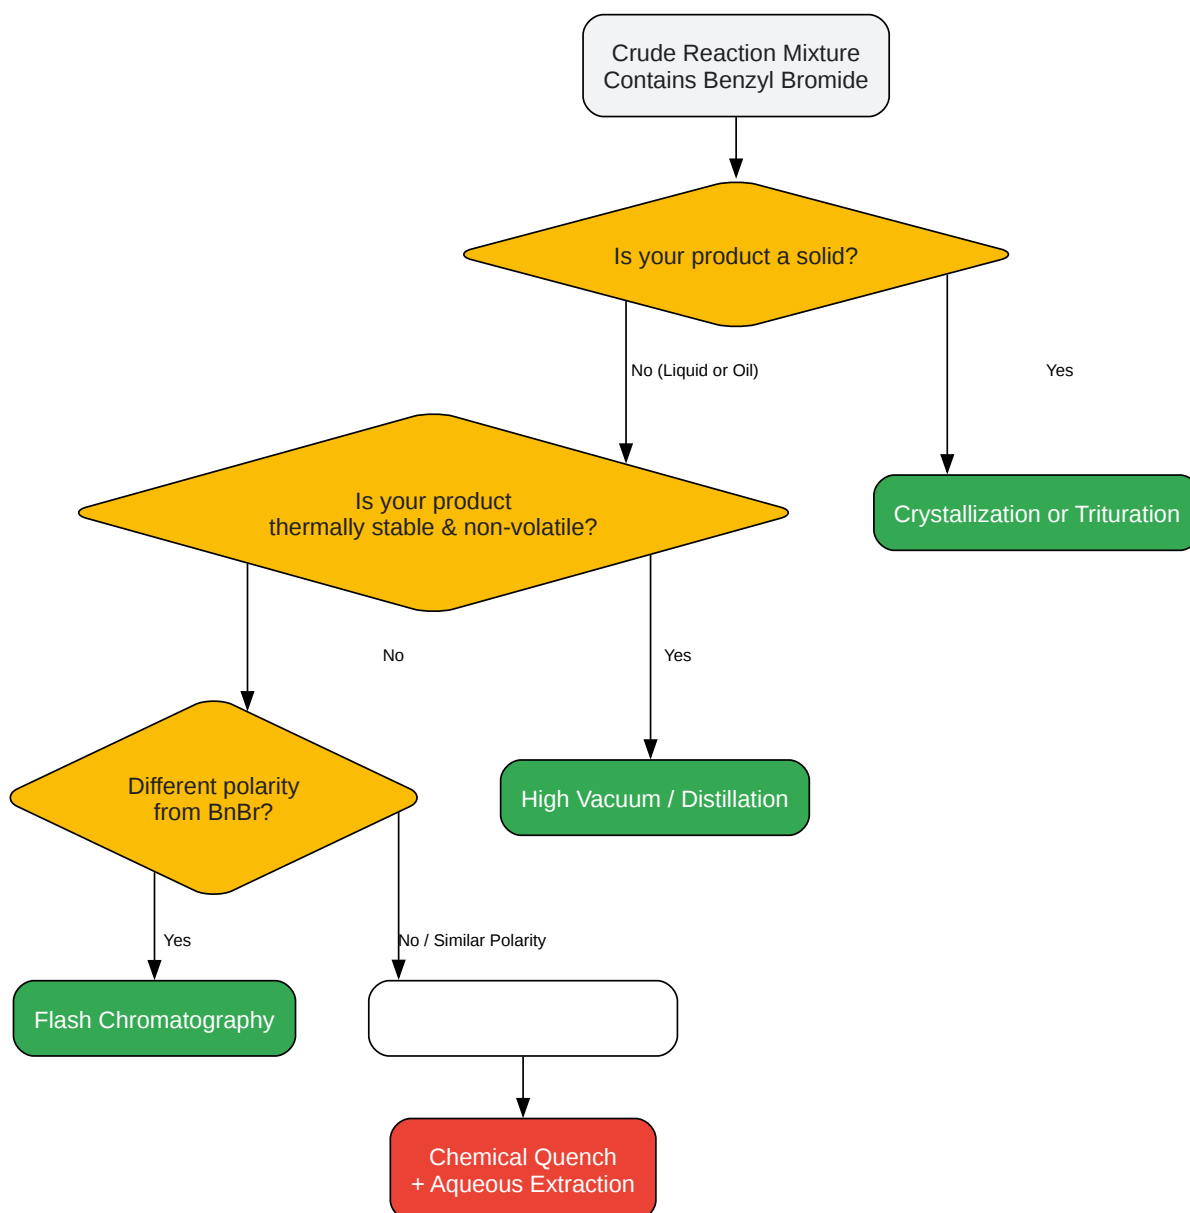 Crude Reaction Mixture
Contains Benzyl Bromide
Is your product a solid?
No (Liquid or Oil)
Yes
Is your product
thermally stable & non-volatile?
Crystallization or Trituration
No
Yes
Different polarity
from BnBr?
High Vacuum / Distillation
Yes
No / Similar Polarity
Flash Chromatography
Chemical Quench
+ Aqueous Extraction